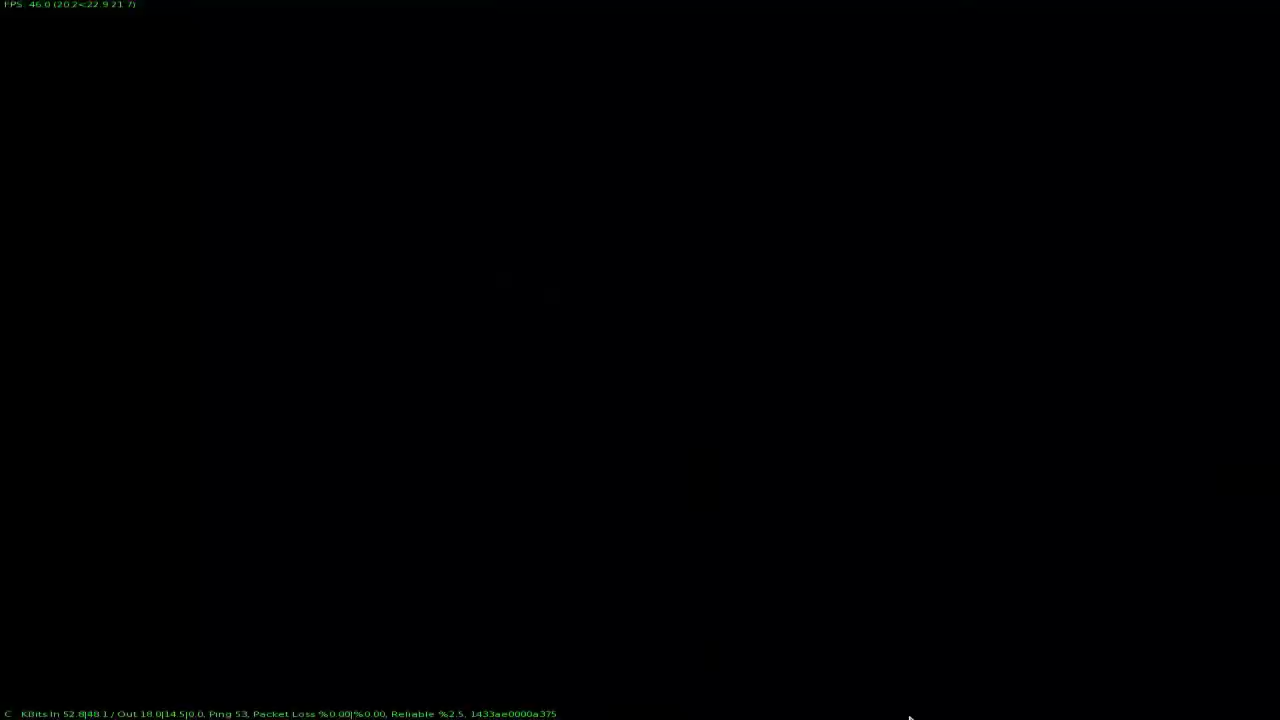 FPS: 46.0 (20.2<22.9 21.7)
C KBits In 52.8|48.1 / Out 18.0|14.5|0.0, Ping 53, Packet Loss %0.00|%0.00, Reliable %2.5, 1433ae0000a375